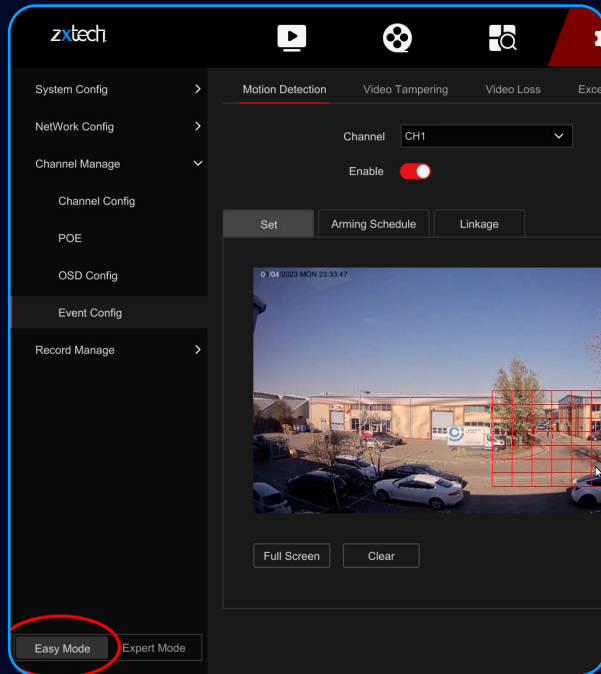 zxtech
System Config
NetWork Config
Channel Manage
Channel Config
POE
OSD Config
Event Config
Record Manage
Easy Mode
Expert Mode
Motion Detection
Video Tampering
Video Loss
Exce
Channel
CH1
Enable
Set
Arming Schedule
Linkage
/04/2023 MON 23:33:47
Full Screen
Clear